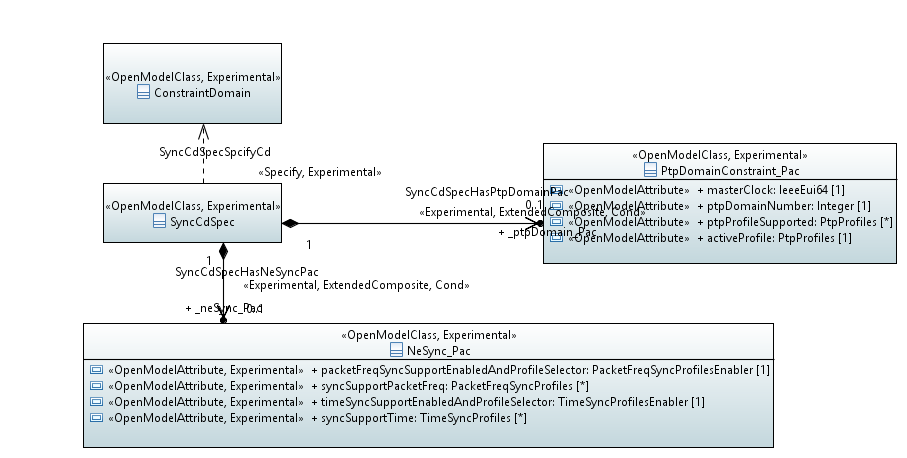 «OpenModelClass, Experimental»
ConstraintDomain
SyncCdSpecSpcifyCd
«Specify, Experimental»
«OpenModelClass, Experimental»
SyncCdSpec
SyncCdSpecHasPtpDomainPac
0..1
«Experimental, ExtendedComposite, Cond»
+ _ptpDomain_Pac
1
«OpenModelClass, Experimental»
PtpDomainConstraint_Pac
«OpenModelAttribute» + masterClock: IeeeEui64 [1]
«OpenModelAttribute» + ptpDomainNumber: Integer [1]
«OpenModelAttribute» + ptpProfileSupported: PtpProfiles [*]
«OpenModelAttribute» + activeProfile: PtpProfiles [1]
1
SyncCdSpecHasNeSyncPac
«Experimental, ExtendedComposite, Cond»
+ _neSync_Pac
0..1
«OpenModelClass, Experimental»
NeSync_Pac
«OpenModelAttribute, Experimental» + packetFreqSyncSupportEnabledAndProfileSelector: PacketFreqSyncProfilesEnabler [1]
«OpenModelAttribute, Experimental» + syncSupportPacketFreq: PacketFreqSyncProfiles [*]
«OpenModelAttribute, Experimental» + timeSyncSupportEnabledAndProfileSelector: TimeSyncProfilesEnabler [1]
«OpenModelAttribute, Experimental» + syncSupportTime: TimeSyncProfiles [*]